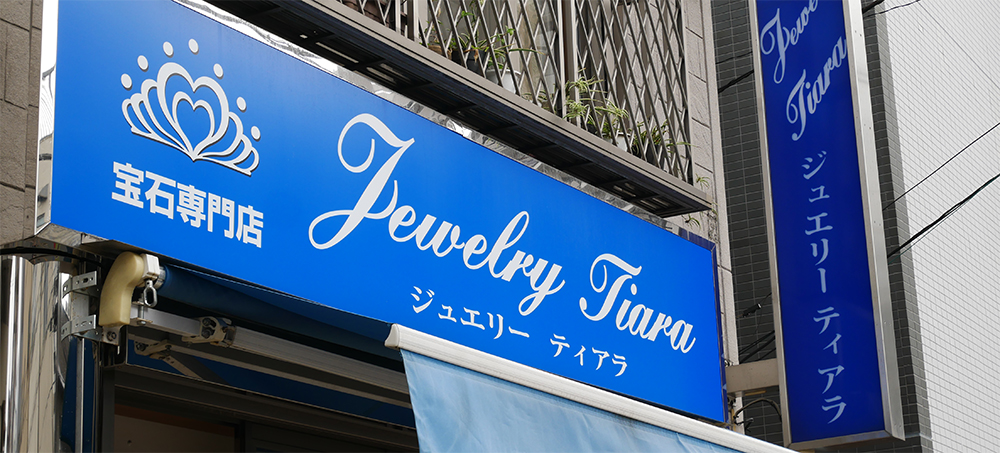 宝石専門店
Jewelry Tiara
ジュエリー ティアラ
Jewelry
Tiara
ジュエリー ティアラ